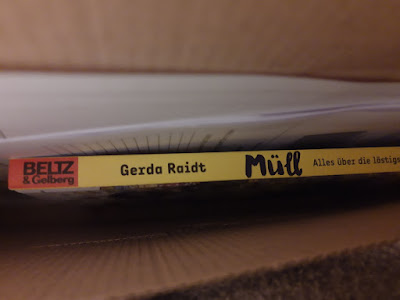 BELTZ
& Gelberg
Gerda Raidt
Müll
Alles über die lästigs